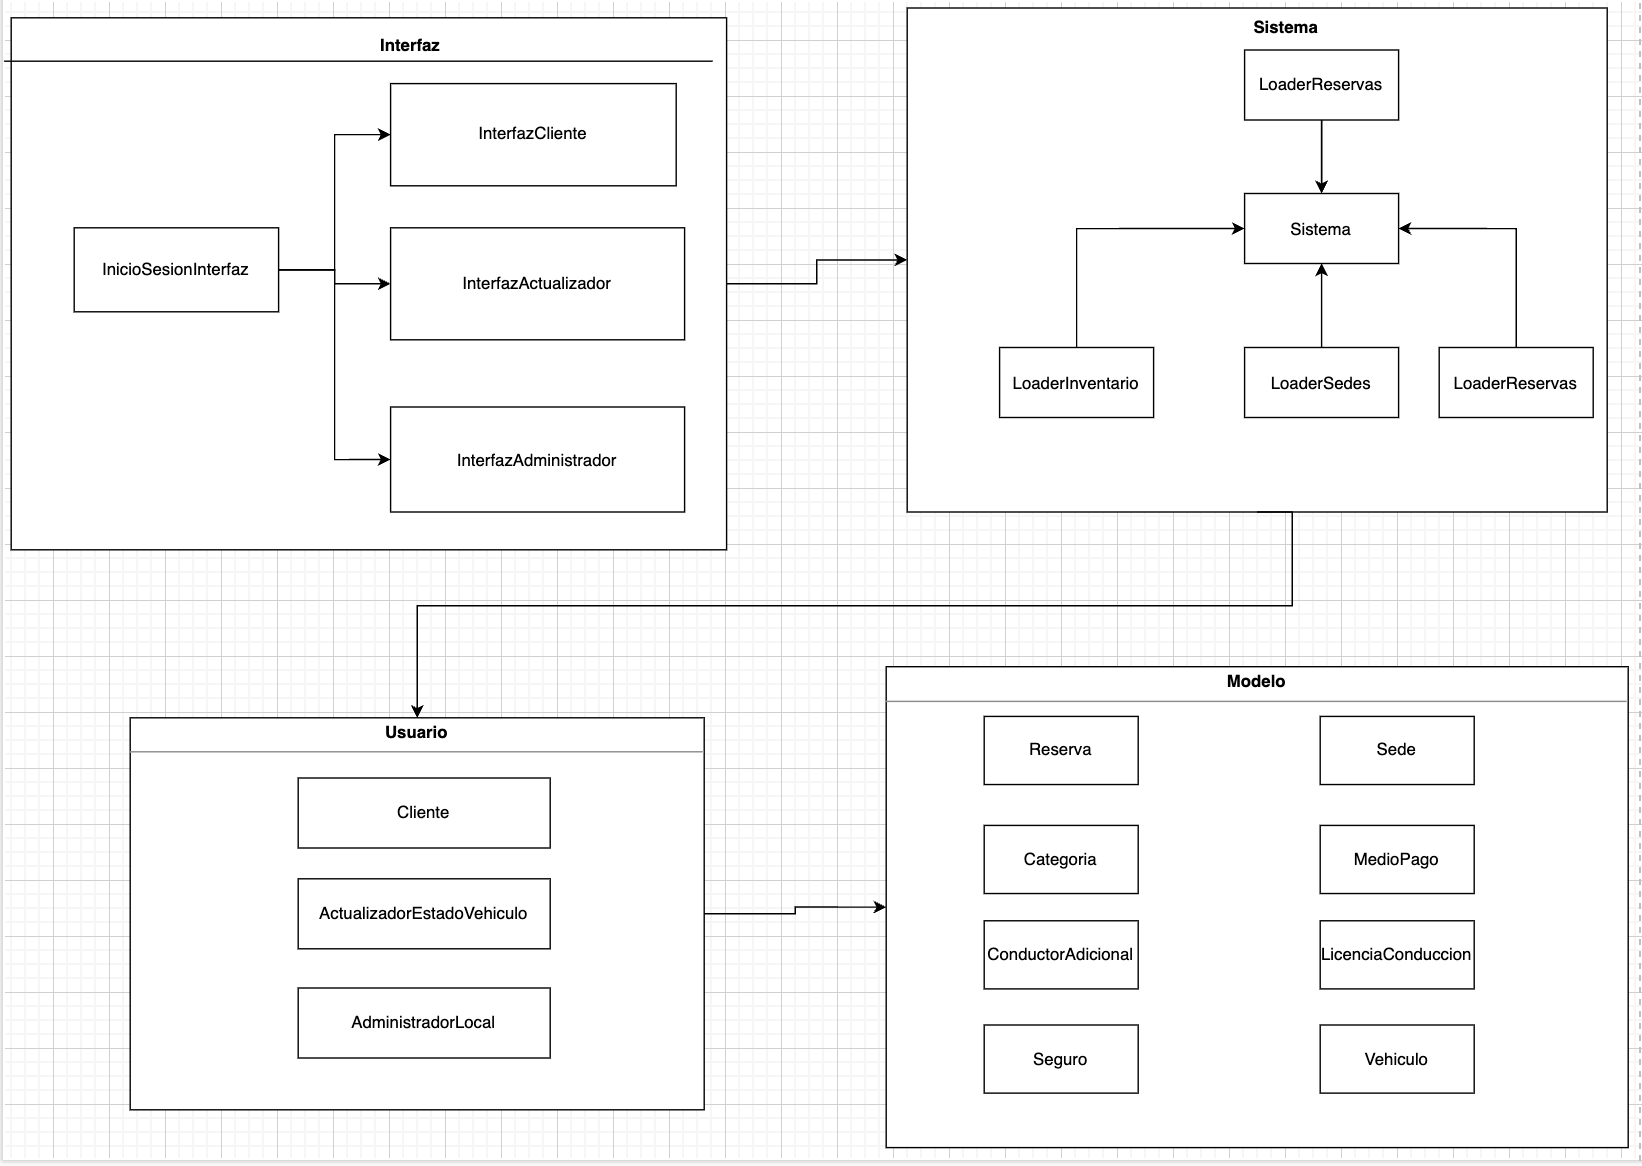 Interfaz
InterfazCliente
InicioSesionInterfaz
InterfazActualizador
InterfazAdministrador
Sistema
LoaderReservas
Sistema
LoaderInventario
LoaderSedes
LoaderReservas
Usuario
Cliente
ActualizadorEstadoVehiculo
AdministradorLocal
Modelo
Reserva
Sede
Categoria
MedioPago
ConductorAdicional
LicenciaConduccion
Seguro
Vehiculo